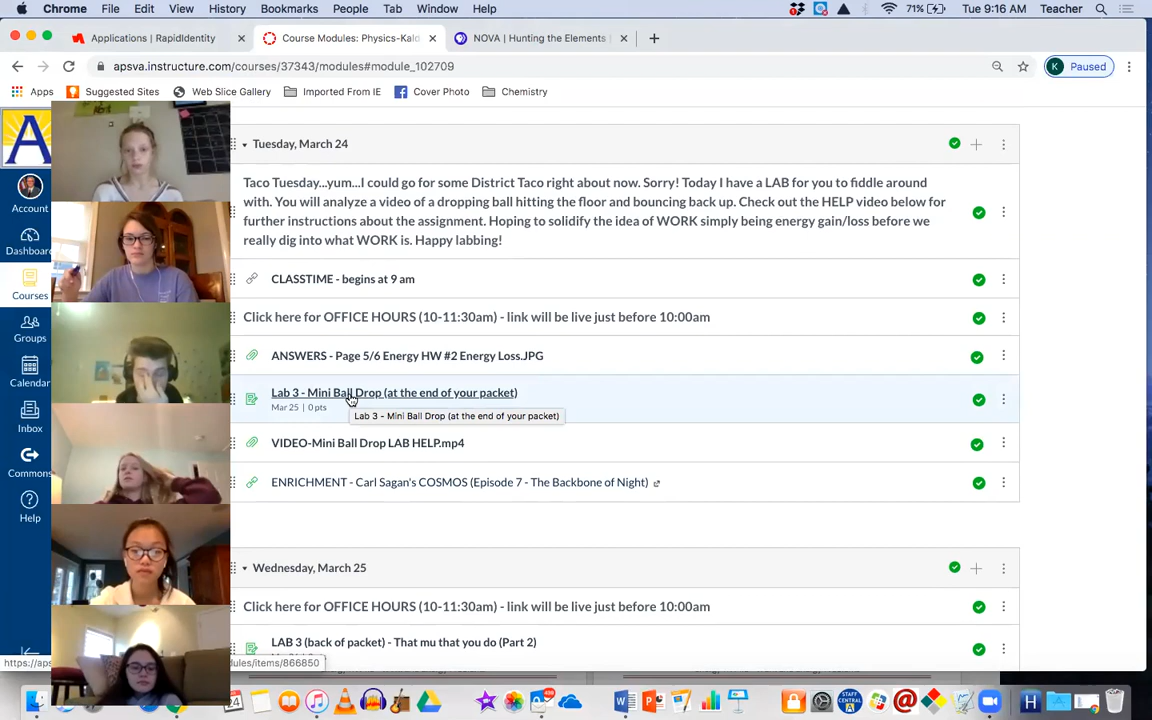 Chrome File Edit View History Bookmarks People Tab Window Help 71% Tue 9:16 AM Teacher
Applications | RapidIdentity Course Modules: Physics-Kald NOVA | Hunting the Elements
apsva.instructure.com/courses/37343/modules#module_102709 K Paused
Apps Suggested Sites Web Slice Gallery Imported From IE Cover Photo Chemistry
Account
Dashboard
Courses
Groups
Calendar
Inbox
Commons
Help
Tuesday, March 24
Taco Tuesday...yum...I could go for some District Taco right about now. Sorry! Today I have a LAB for you to fiddle around
with. You will analyze a video of a dropping ball hitting the floor and bouncing back up. Check out the HELP video below for
further instructions about the assignment. Hoping to solidify the idea of WORK simply being energy gain/loss before we
really dig into what WORK is. Happy labbing!
CLASSTIME - begins at 9 am
Click here for OFFICE HOURS (10-11:30am) - link will be live just before 10:00am
ANSWERS - Page 5/6 Energy HW #2 Energy Loss.JPG
Lab 3 - Mini Ball Drop (at the end of your packet)
Mar 25 | 0 pts
Lab 3 - Mini Ball Drop (at the end of your packet)
VIDEO-Mini Ball Drop LAB HELP.mp4
ENRICHMENT - Carl Sagan's COSMOS (Episode 7 - The Backbone of Night)
Wednesday, March 25
Click here for OFFICE HOURS (10-11:30am) - link will be live just before 10:00am
LAB 3 (back of packet) - That mu that you do (Part 2)
https://aps
dules/items/866850